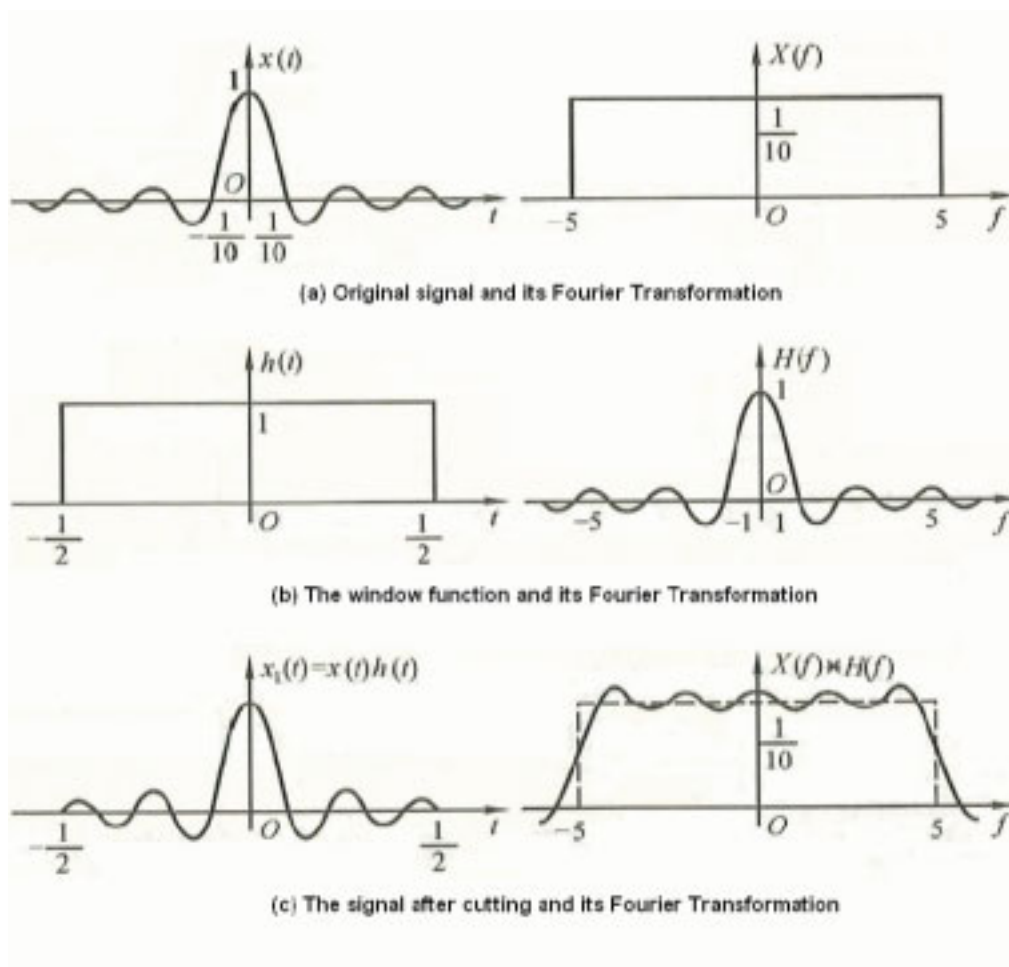 x(t)
1
O
-1/10 1/10
t
X(f)
1/10
-5 O 5 f
(a) Original signal and its Fourier Transformation
h(t)
1
-1/2 O 1/2 t
H(f)
1
O
-5 -1 1 5 f
(b) The window function and its Fourier Transformation
x₁(t)=x(t)h(t)
-1/2 O 1/2 t
X(f)*H(f)
1/10
-5 O 5 f
(c) The signal after cutting and its Fourier Transformation